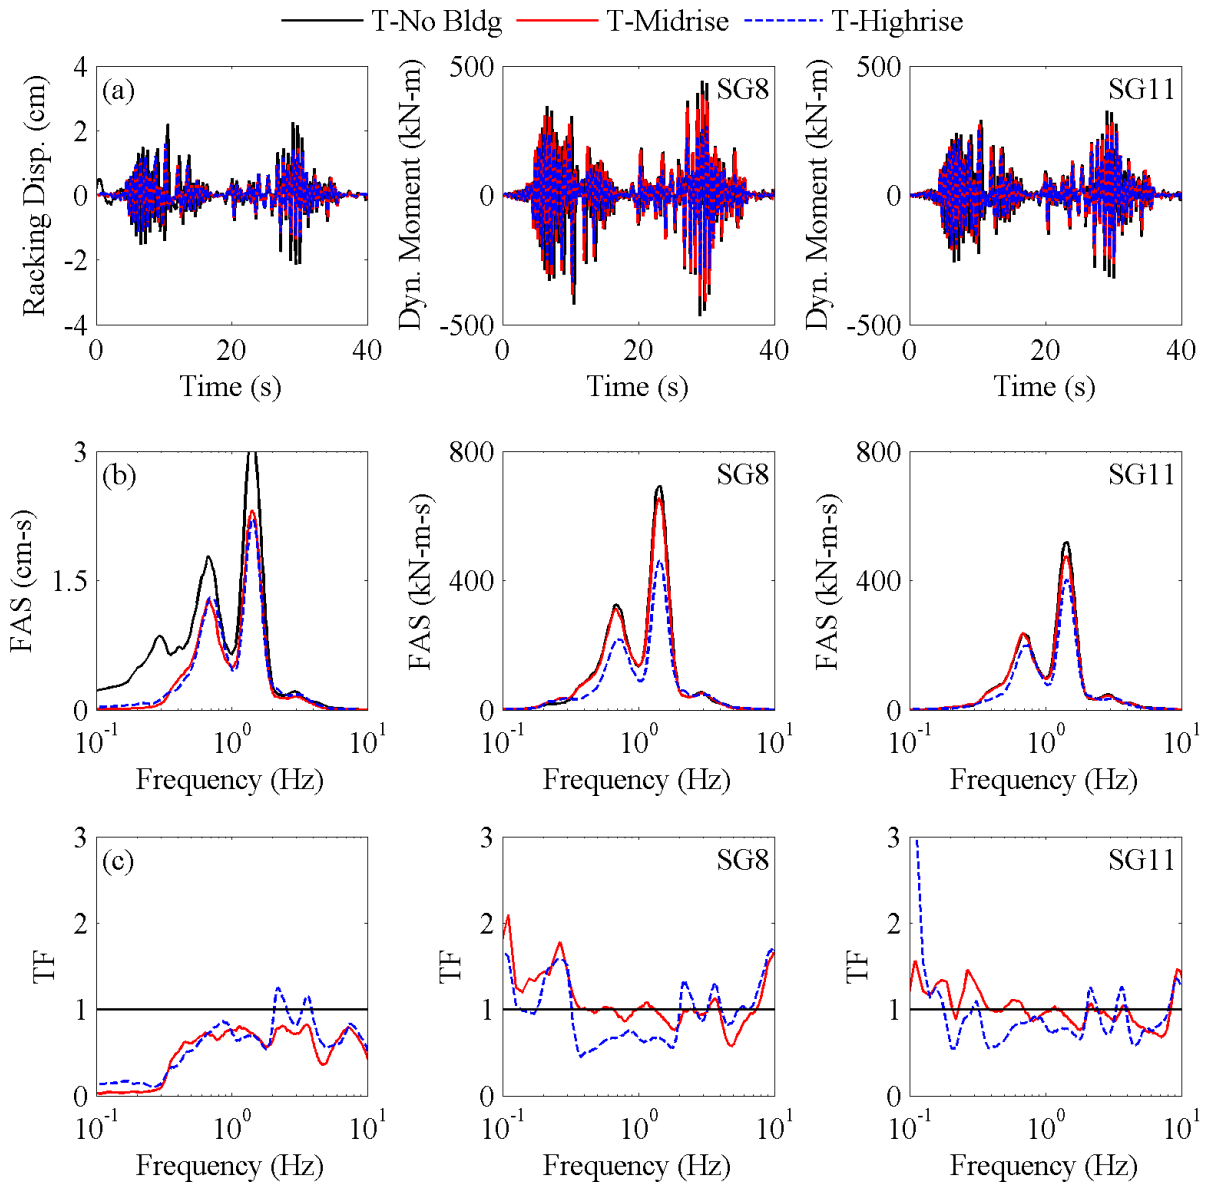 T-No Bldg T-Midrise T-Highrise
(a) SG8 SG11
Racking Disp. (cm)
4
2
0
-2
-4
0 20 40
Time (s)
Dyn. Moment (kN-m)
500
0
-500
0 20 40
Time (s)
Dyn. Moment (kN-m)
500
0
-500
0 20 40
Time (s)
(b) SG8 SG11
FAS (cm-s)
3
1.5
0
10^-1 10^0 10^1
Frequency (Hz)
FAS (kN-m-s)
800
400
0
10^-1 10^0 10^1
Frequency (Hz)
FAS (kN-m-s)
800
400
0
10^-1 10^0 10^1
Frequency (Hz)
(c) SG8 SG11
TF
3
2
1
0
10^-1 10^0 10^1
Frequency (Hz)
TF
3
2
1
0
10^-1 10^0 10^1
Frequency (Hz)
TF
3
2
1
0
10^-1 10^0 10^1
Frequency (Hz)